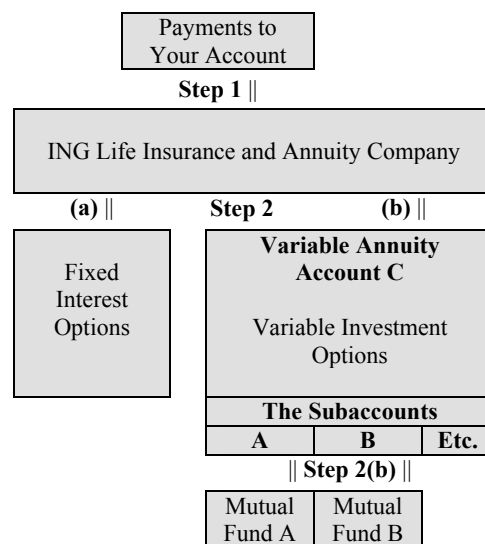 Payments to
Your Account
Step 1 ||
ING Life Insurance and Annuity Company
(a) || Step 2 (b) ||
Fixed
Interest
Options
Variable Annuity
Account C
Variable Investment
Options
The Subaccounts
A B Etc.
|| Step 2(b) ||
Mutual
Fund A
Mutual
Fund B